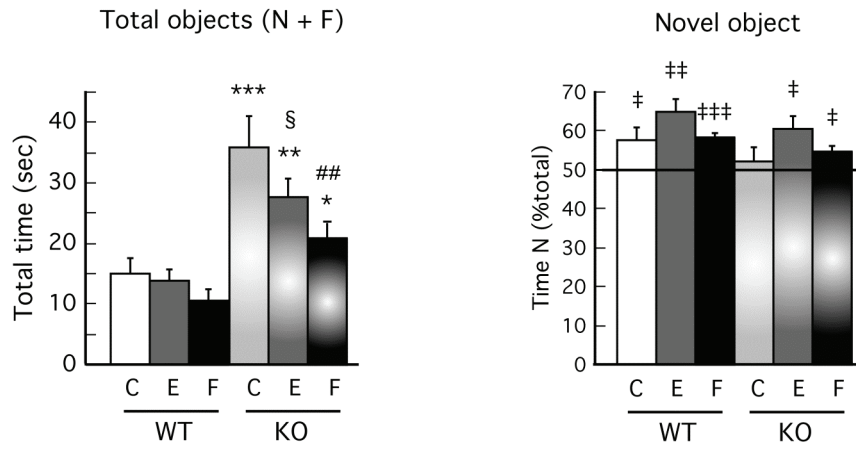 Total objects (N + F)
Total time (sec)
40
30
20
10
0
***
§
**
##
*
C E F C E F
WT KO
Novel object
Time N (%total)
70
60
50
40
30
20
10
0
‡
‡‡
‡‡‡
‡
‡
C E F C E F
WT KO